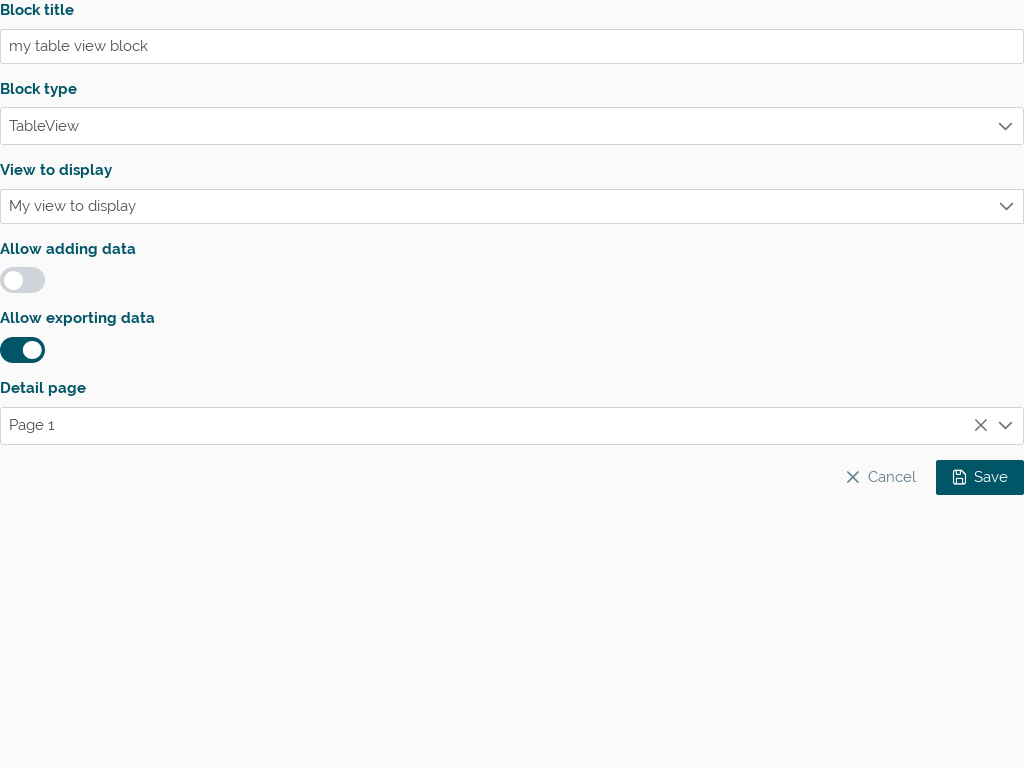 Block title
my table view block
Block type
TableView
View to display
My view to display
Allow adding data
Allow exporting data
Detail page
Page 1
Cancel
Save